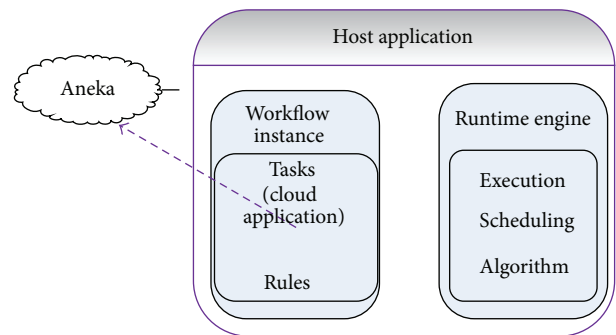 Host application
Aneka
Workflow
instance
Tasks
(cloud
application)
Rules
Runtime engine
Execution
Scheduling
Algorithm